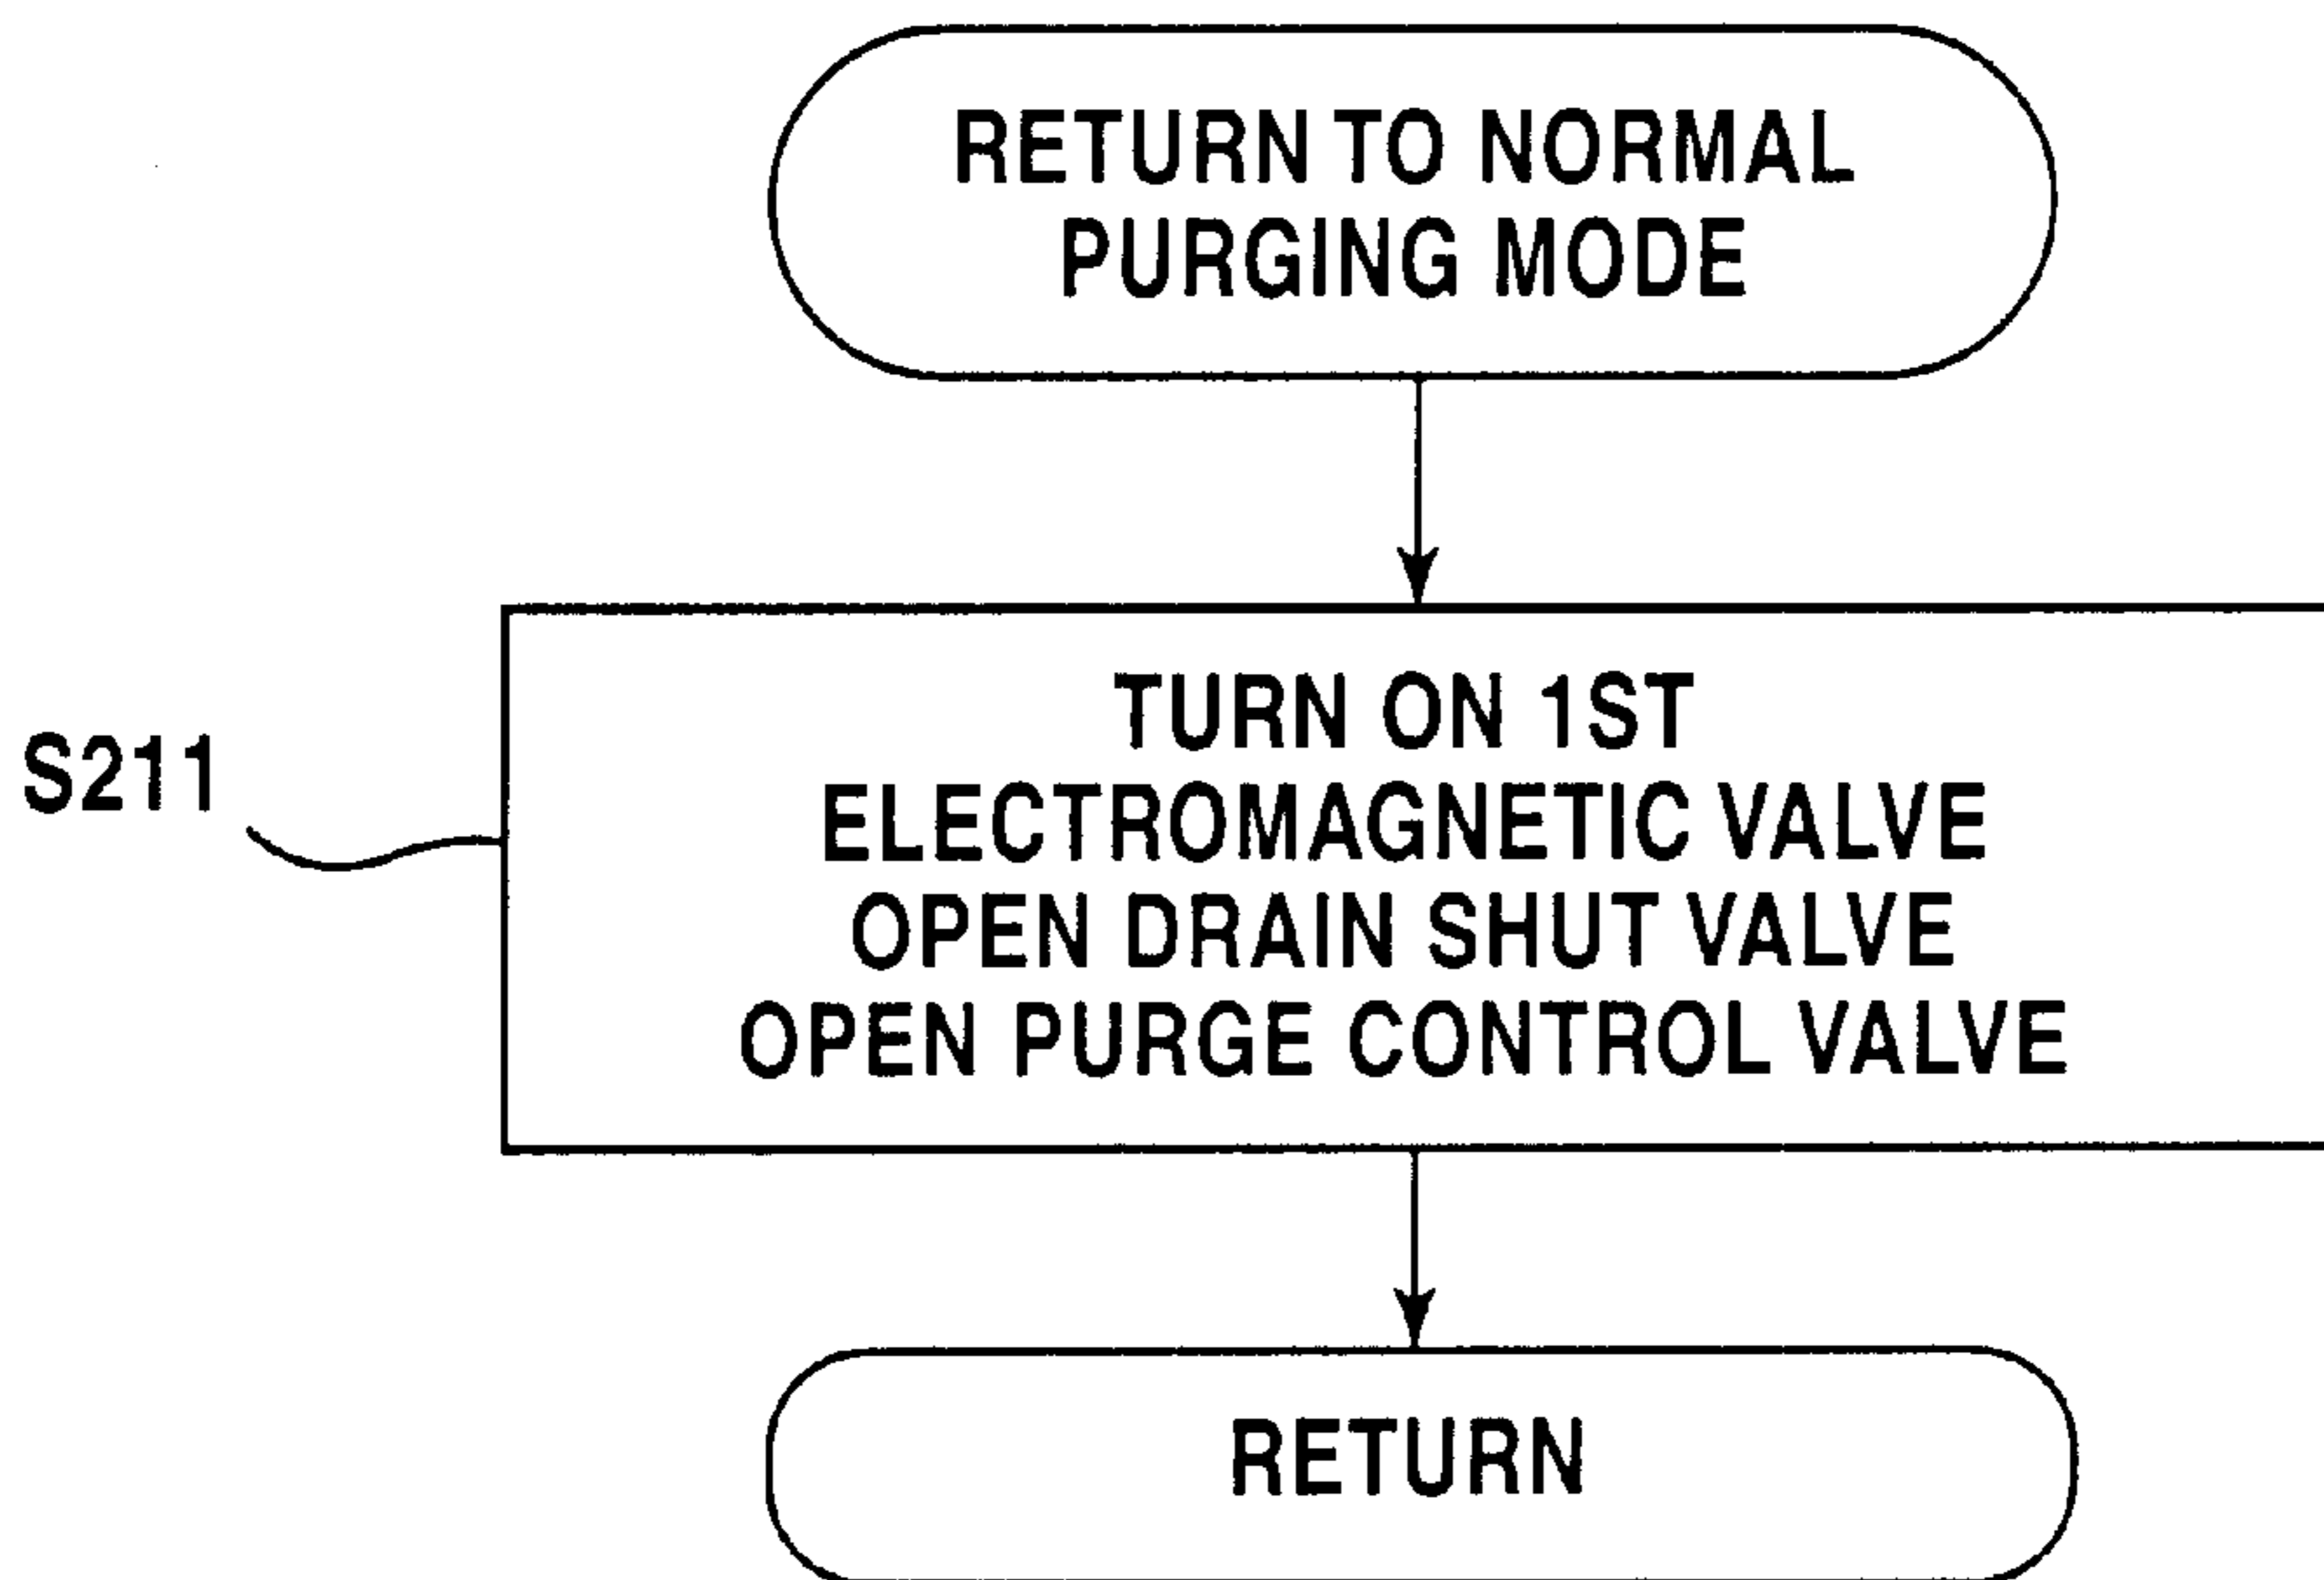 RETURN TO NORMAL
PURGING MODE
S211
TURN ON 1ST
ELECTROMAGNETIC VALVE
OPEN DRAIN SHUT VALVE
OPEN PURGE CONTROL VALVE
RETURN